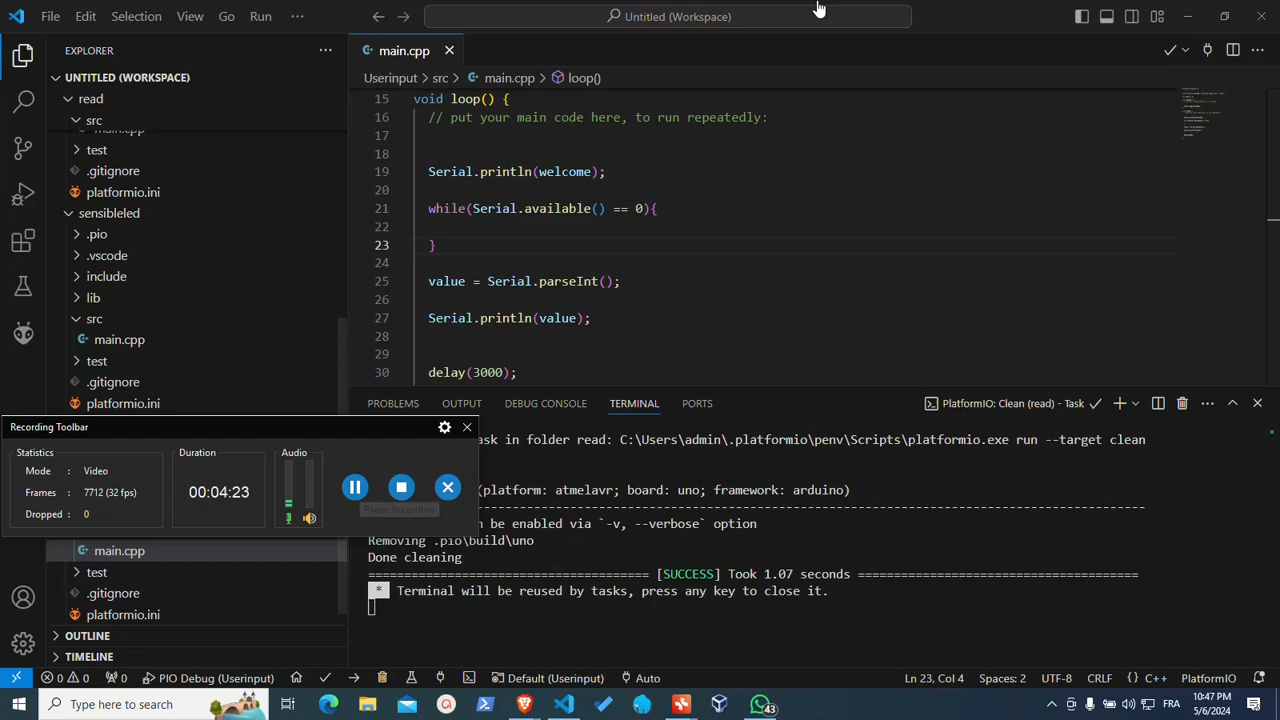 File Edit Selection View Go Run ···
Untitled (Workspace)
EXPLORER
UNTITLED (WORKSPACE)
read
src
main.cpp
test
.gitignore
platformio.ini
sensibleled
.pio
.vscode
include
lib
src
main.cpp
test
.gitignore
platformio.ini
main.cpp
test
.gitignore
platformio.ini
OUTLINE
TIMELINE
main.cpp
Userinput > src > main.cpp > loop()
15 void loop() {
16 // put your main code here, to run repeatedly:
17
18
19 Serial.println(welcome);
20
21 while(Serial.available() == 0){
22
23 }
24
25 value = Serial.parseInt();
26
27 Serial.println(value);
28
29
30 delay(3000);
PROBLEMS OUTPUT DEBUG CONSOLE TERMINAL PORTS
PlatformIO: Clean (read) - Task
ask in folder read: C:\Users\admin\.platformio\penv\Scripts\platformio.exe run --target clean
(platform: atmelavr; board: uno; framework: arduino)
n be enabled via `-v, --verbose` option
Removing .pio\build\uno
Done cleaning
===================================== [SUCCESS] Took 1.07 seconds =====================================
* Terminal will be reused by tasks, press any key to close it.
Recording Toolbar
Statistics
Mode : Video
Frames : 7712 (32 fps)
Dropped : 0
Duration
00:04:23
Audio
Pause Recording
0 0 0 PIO Debug (Userinput) Default (Userinput) Auto
Ln 23, Col 4 Spaces: 2 UTF-8 CRLF {} C++ PlatformIO
Type here to search
43
FRA
10:47 PM
5/6/2024